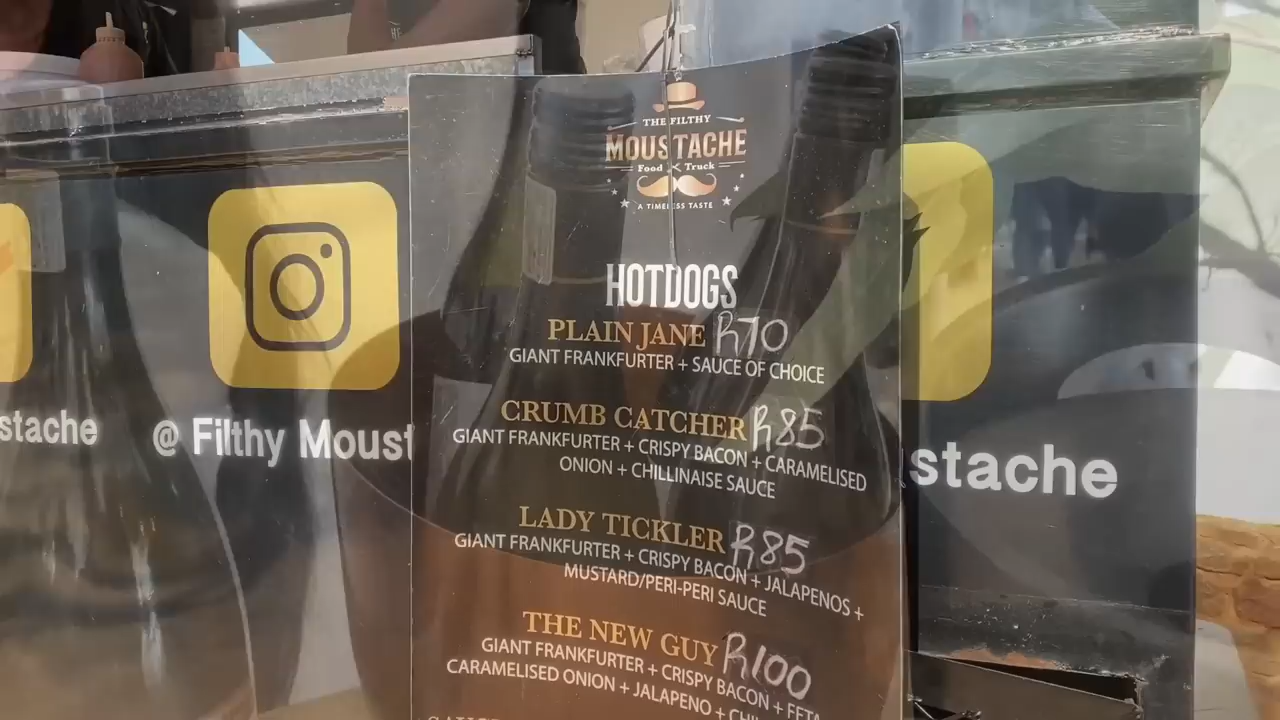 THE FILTHY
MOUSTACHE
Food Truck
A TIMELESS TASTE
HOTDOGS
PLAIN JANE R70
GIANT FRANKFURTER + SAUCE OF CHOICE
CRUMB CATCHER R85
GIANT FRANKFURTER + CRISPY BACON + CARAMELISED
ONION + CHILLINAISE SAUCE
LADY TICKLER R85
GIANT FRANKFURTER + CRISPY BACON + JALAPENOS +
MUSTARD/PERI-PERI SAUCE
THE NEW GUY R100
GIANT FRANKFURTER + CRISPY BACON + FETA
CARAMELISED ONION + JALAPENO +
stache
@ Filthy Moust
stache